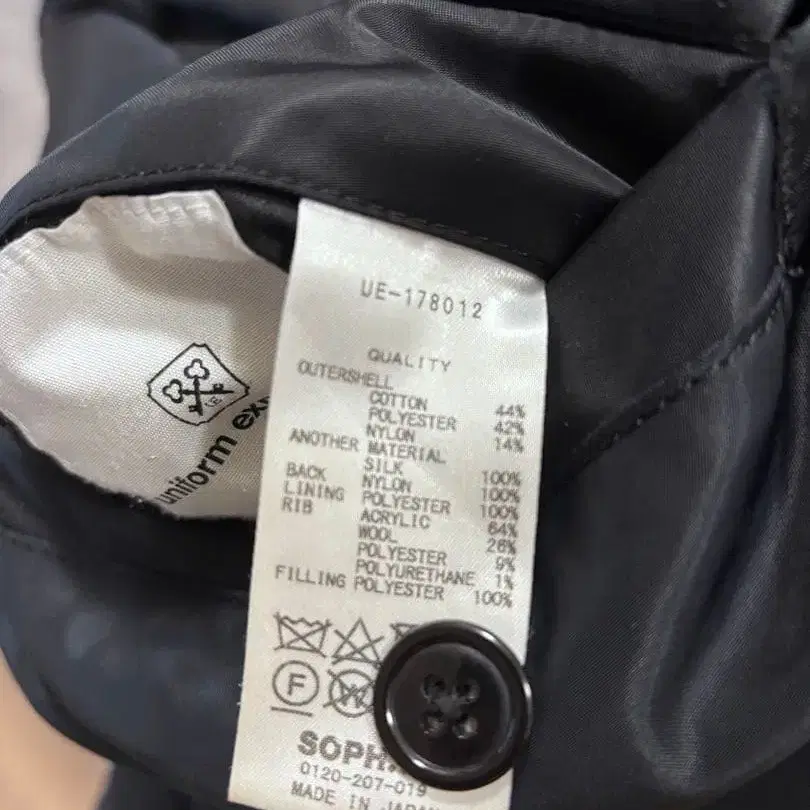 UE-178012
QUALITY
OUTERSHELL
COTTON 44%
POLYESTER 42%
NYLON 14%
ANOTHER MATERIAL
SILK 100%
BACK NYLON 100%
LINING POLYESTER 100%
RIB ACRYLIC 64%
WOOL 26%
POLYESTER 9%
POLYURETHANE 1%
FILLING POLYESTER 100%
F
W
SOPH.
0120-207-019
MADE IN JAPAN
UE
uniform